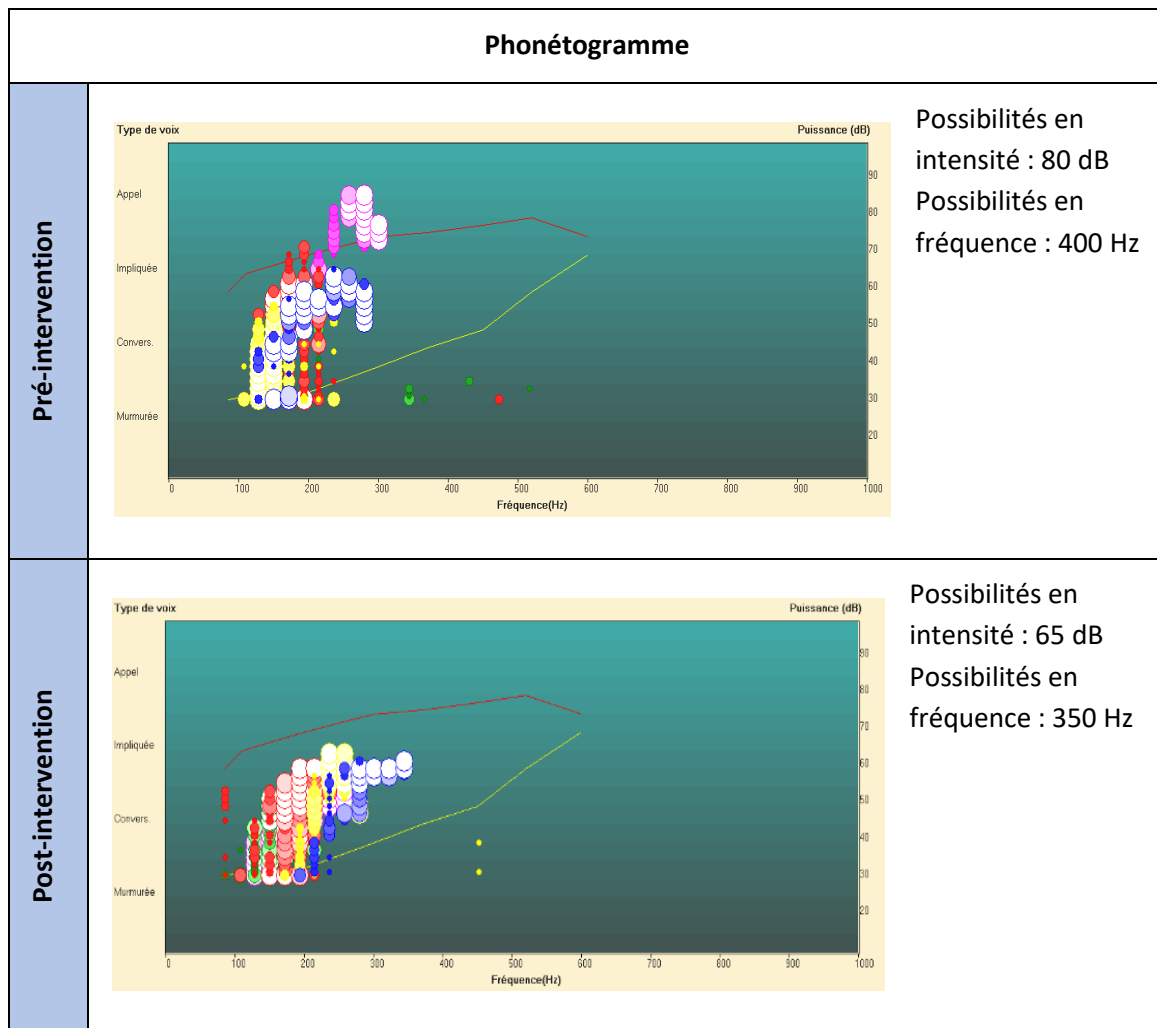 Phonétogramme
Pré-intervention
Type de voix
Puissance (dB)
Appel
Impliquée
Convers.
Murmurée
90
80
70
60
50
40
30
20
0 100 200 300 400 500 600 700 800 900 1000
Fréquence(Hz)
Possibilités en
intensité : 80 dB
Possibilités en
fréquence : 400 Hz
Post-intervention
Type de voix
Puissance (dB)
Appel
Impliquée
Convers.
Murmurée
90
80
70
60
50
40
30
20
0 100 200 300 400 500 600 700 800 900 1000
Fréquence(Hz)
Possibilités en
intensité : 65 dB
Possibilités en
fréquence : 350 Hz